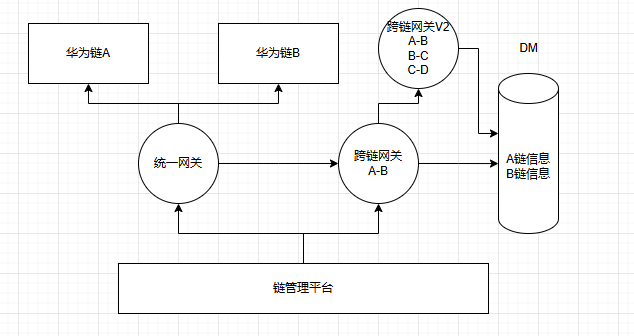 华为链A
华为链B
跨链网关V2
A-B
B-C
C-D
DM
统一网关
跨链网关
A-B
A链信息
B链信息
链管理平台